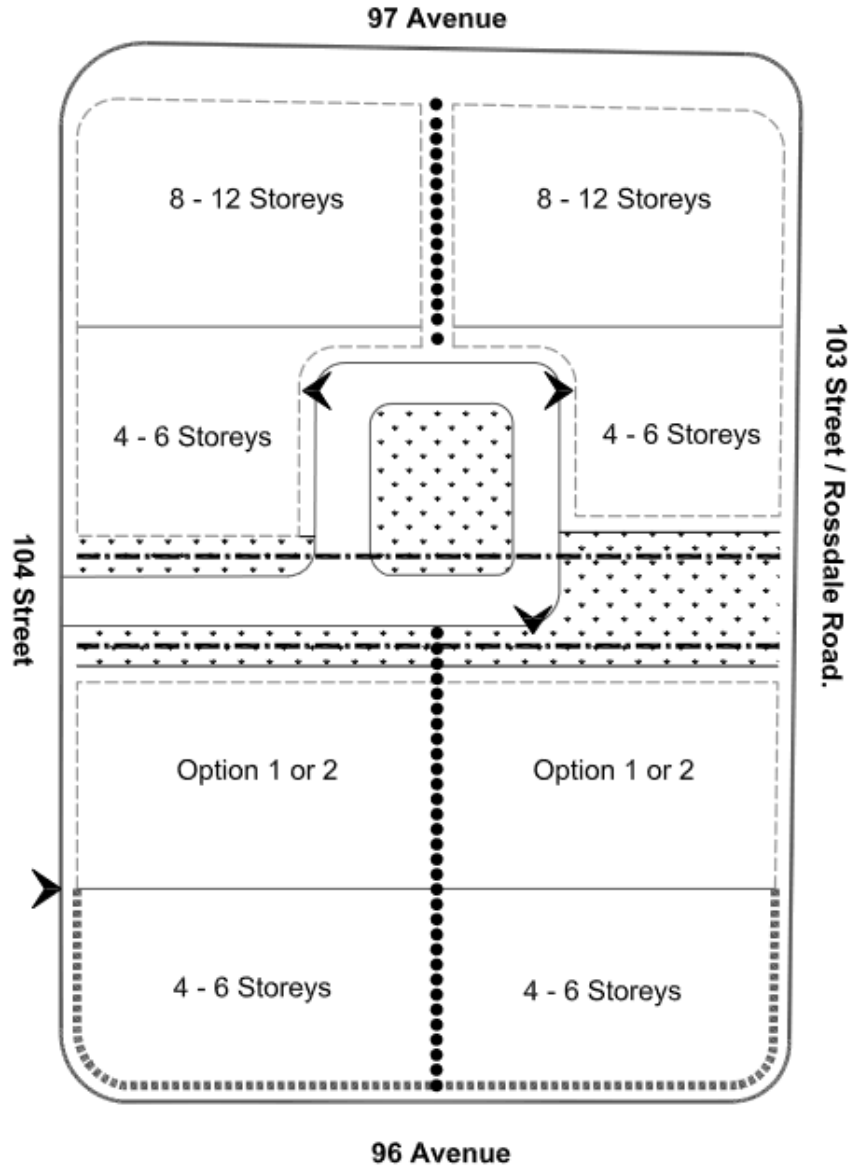 97 Avenue
8 - 12 Storeys
8 - 12 Storeys
103 Street / Rossdale Road.
4 - 6 Storeys
4 - 6 Storeys
104 Street
Option 1 or 2
Option 1 or 2
4 - 6 Storeys
4 - 6 Storeys
96 Avenue